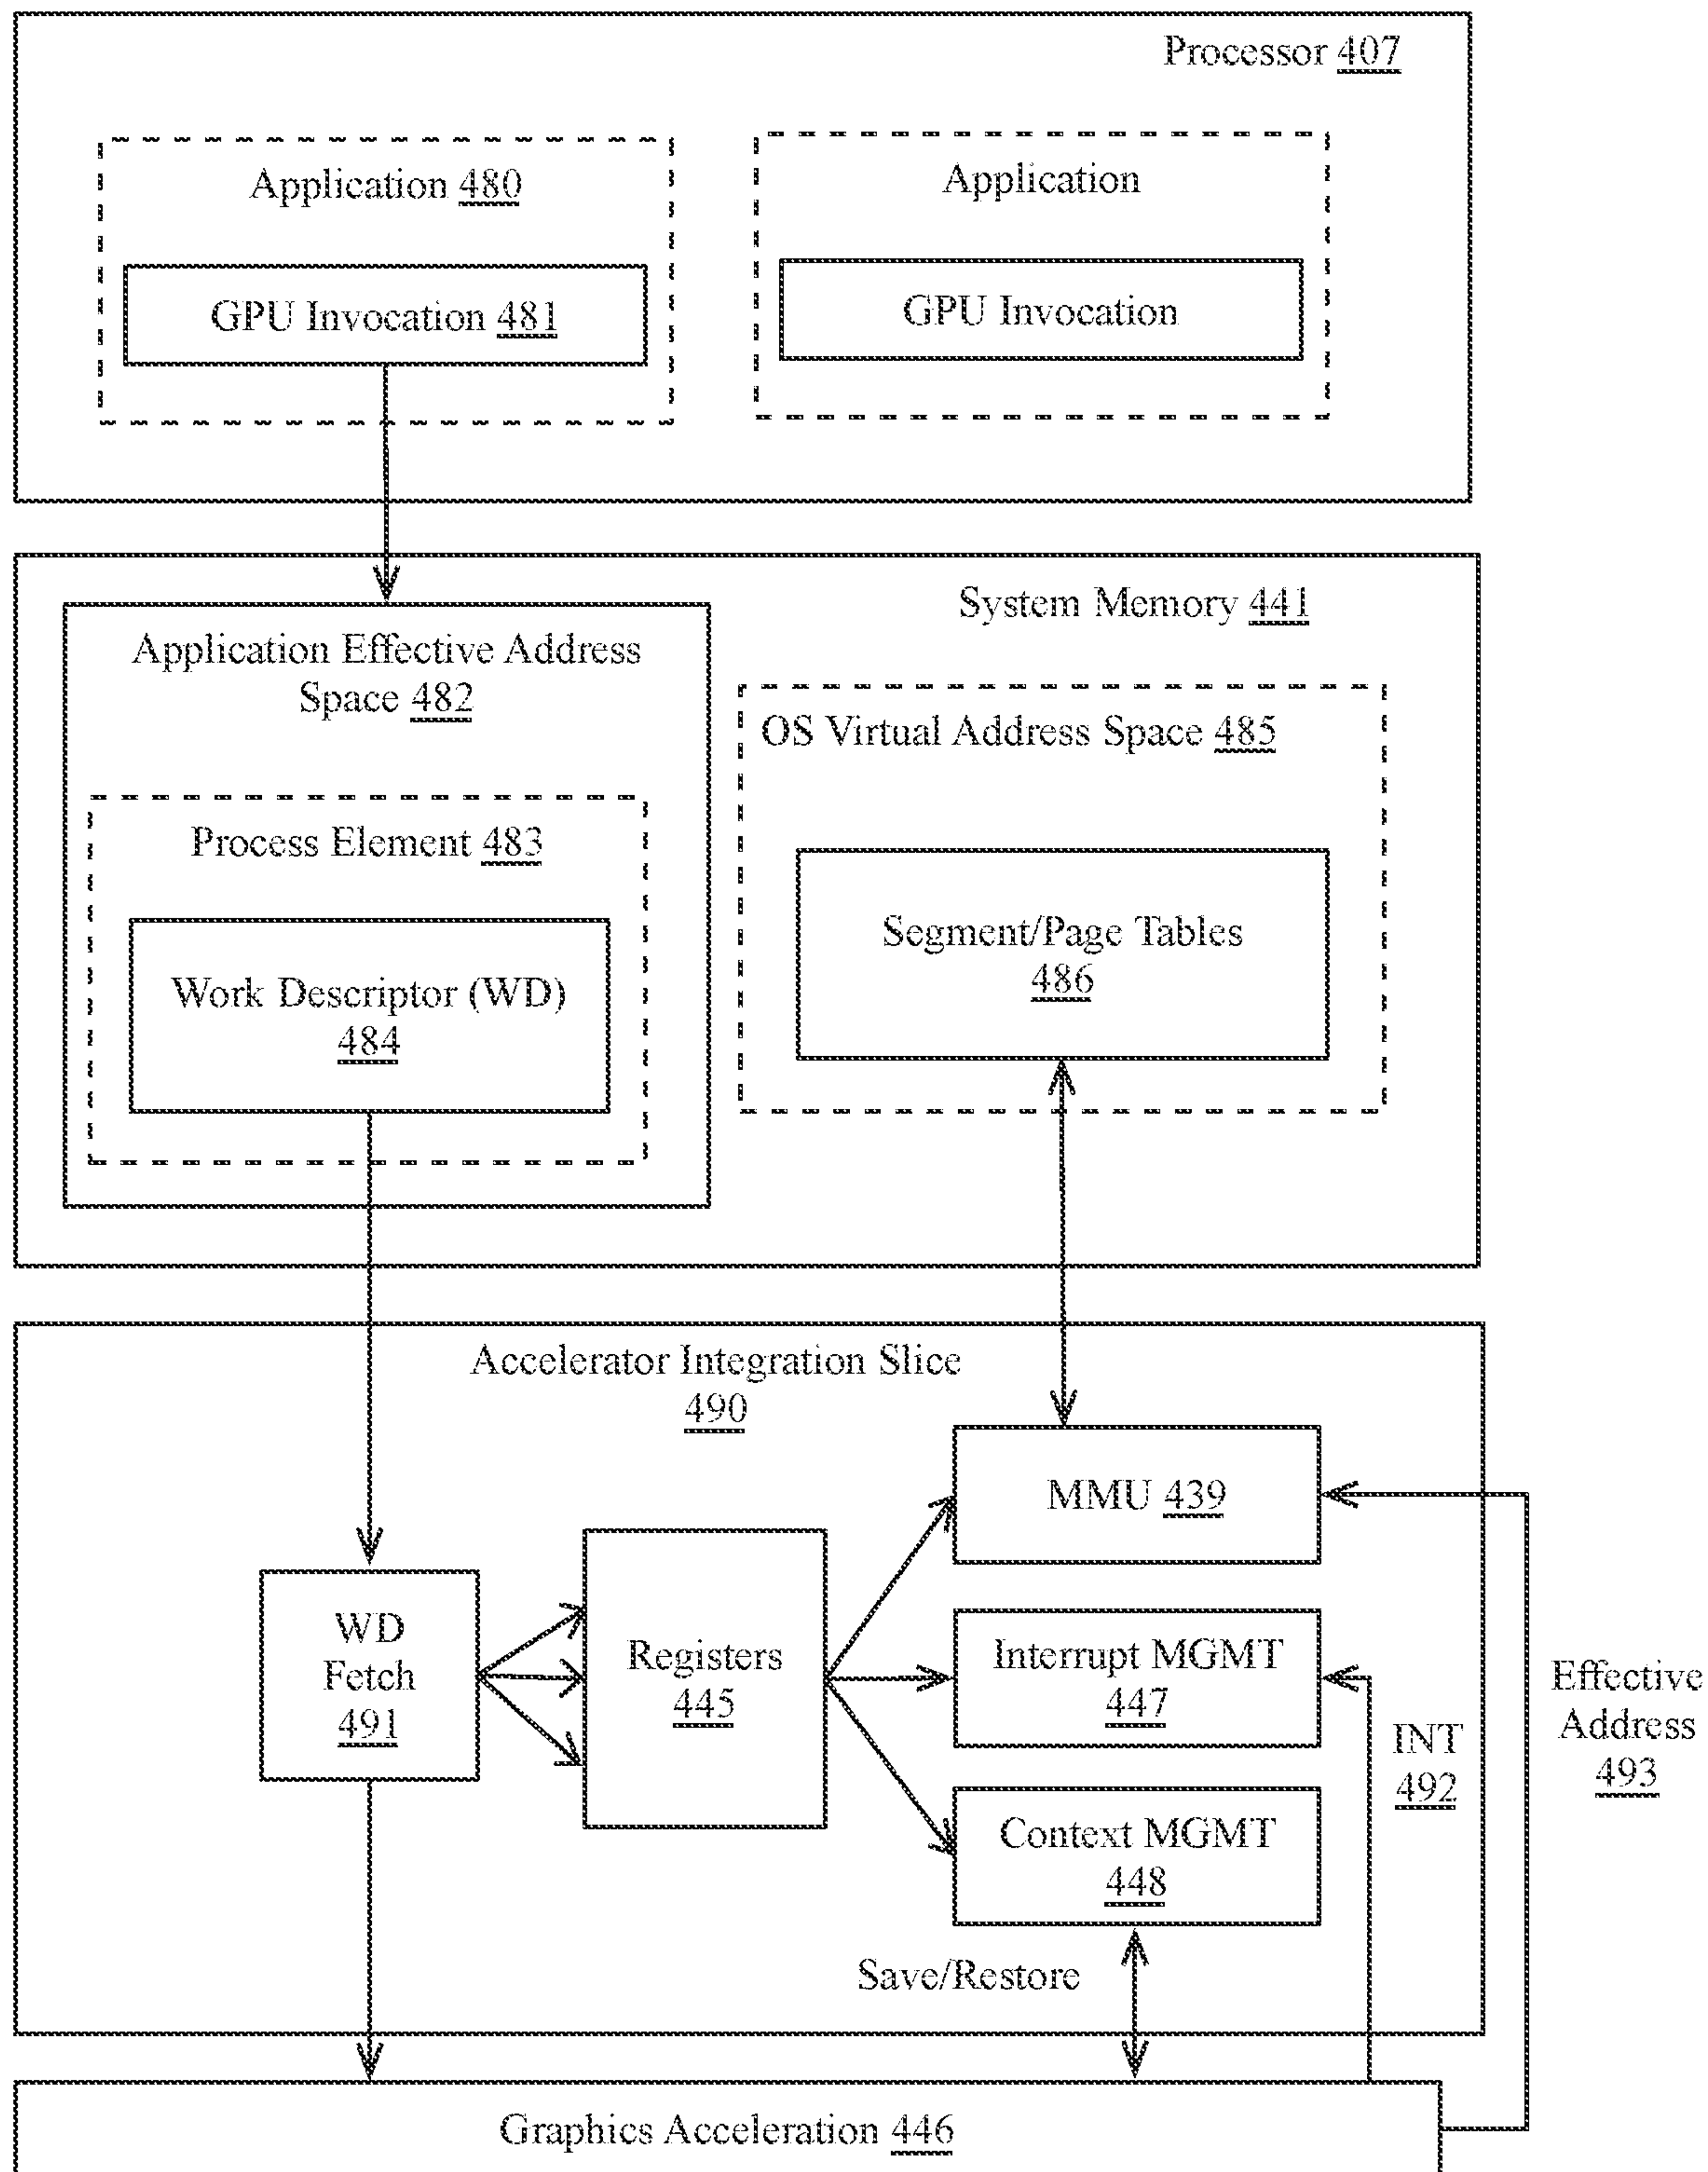 Processor 407
Application 480
GPU Invocation 481
Application
GPU Invocation
System Memory 441
Application Effective Address
Space 482
Process Element 483
Work Descriptor (WD)
484
OS Virtual Address Space 485
Segment/Page Tables
486
Accelerator Integration Slice
490
WD
Fetch
491
Registers
445
MMU 439
Interrupt MGMT
447
Context MGMT
448
Save/Restore
INT
492
Effective
Address
493
Graphics Acceleration 446